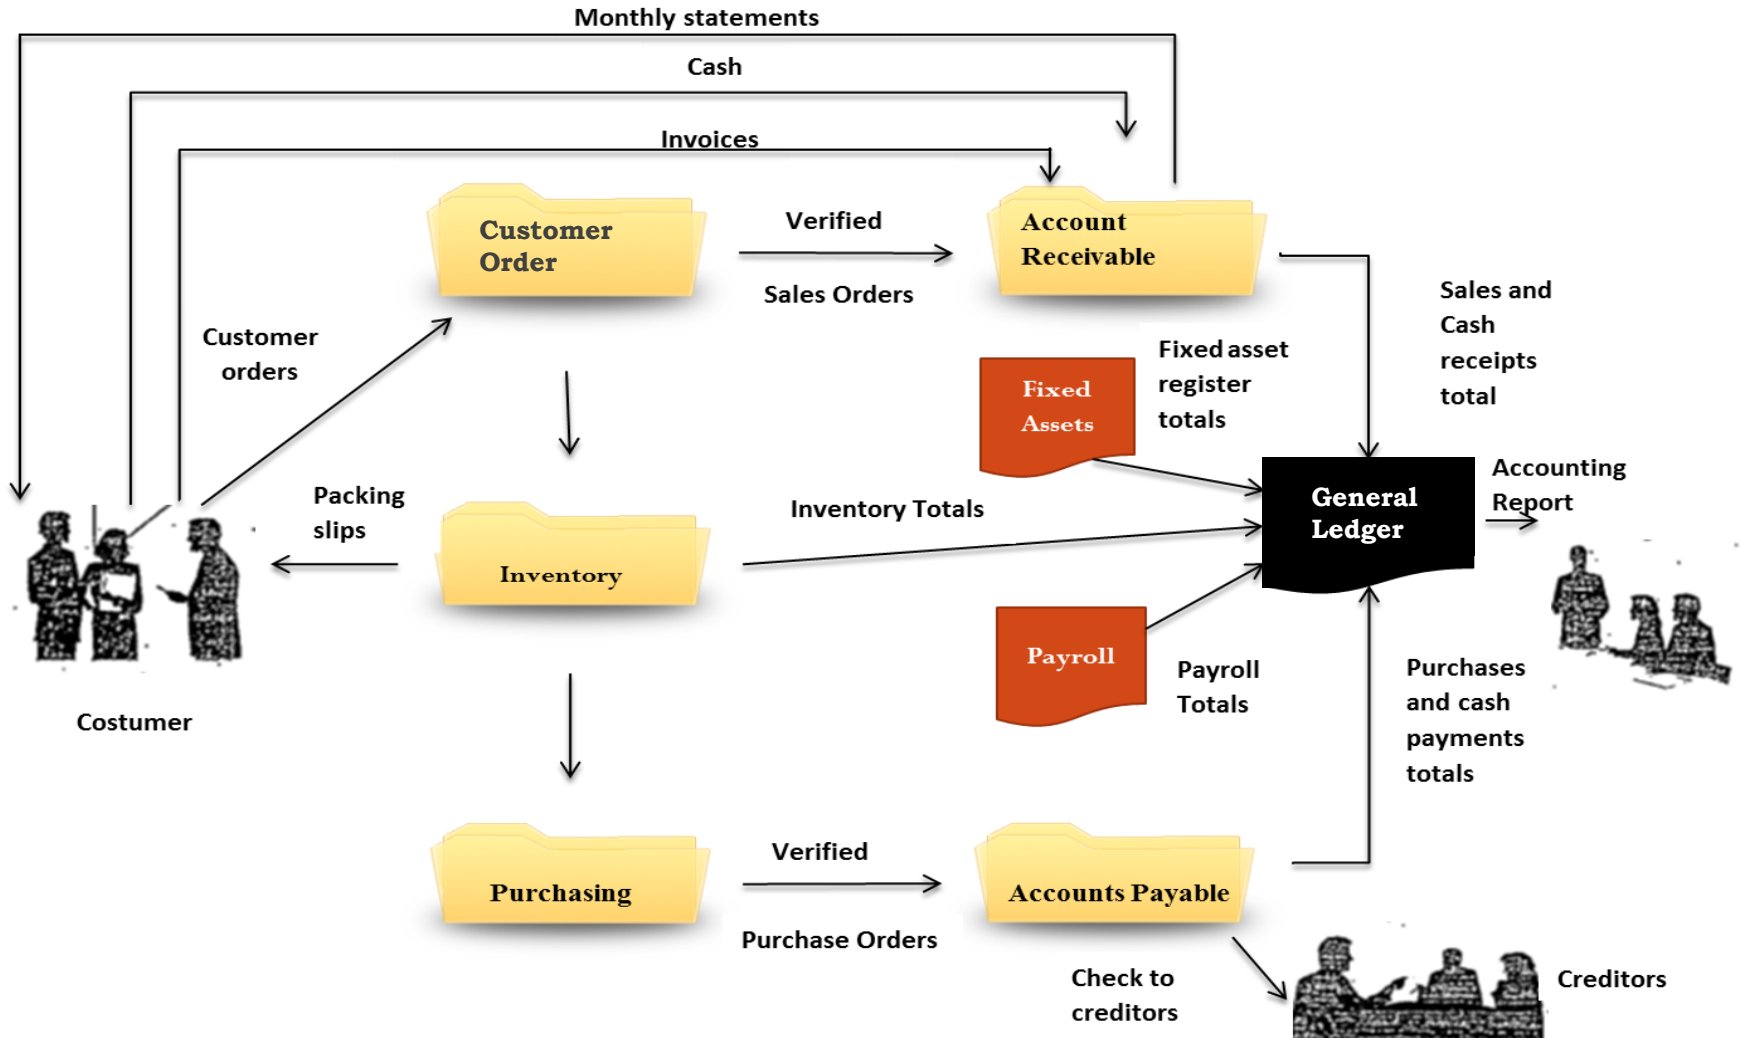 Monthly statements
Cash
Invoices
Customer
Order
Verified
Sales Orders
Account
Receivable
Customer
orders
Sales and
Cash
receipts
total
Fixed asset
register
totals
Fixed
Assets
Packing
slips
Inventory Totals
General
Ledger
Accounting
Report
Inventory
Payroll
Payroll
Totals
Purchases
and cash
payments
totals
Costumer
Purchasing
Verified
Purchase Orders
Accounts Payable
Check to
creditors
Creditors